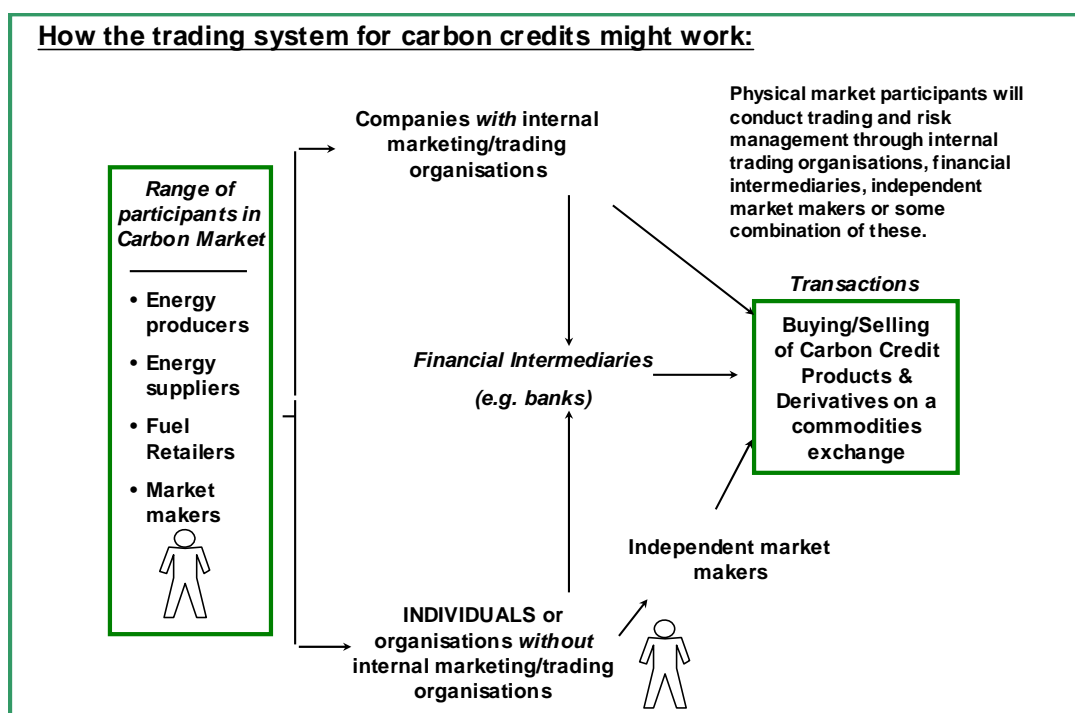 How the trading system for carbon credits might work:
Range of
participants in
Carbon Market
• Energy
producers
• Energy
suppliers
• Fuel
Retailers
• Market
makers
Companies with internal
marketing/trading
organisations
Financial Intermediaries
(e.g. banks)
INDIVIDUALS or
organisations without
internal marketing/trading
organisations
Independent market
makers
Physical market participants will
conduct trading and risk
management through internal
trading organisations, financial
intermediaries, independent
market makers or some
combination of these.
Transactions
Buying/Selling
of Carbon Credit
Products &
Derivatives on a
commodities
exchange